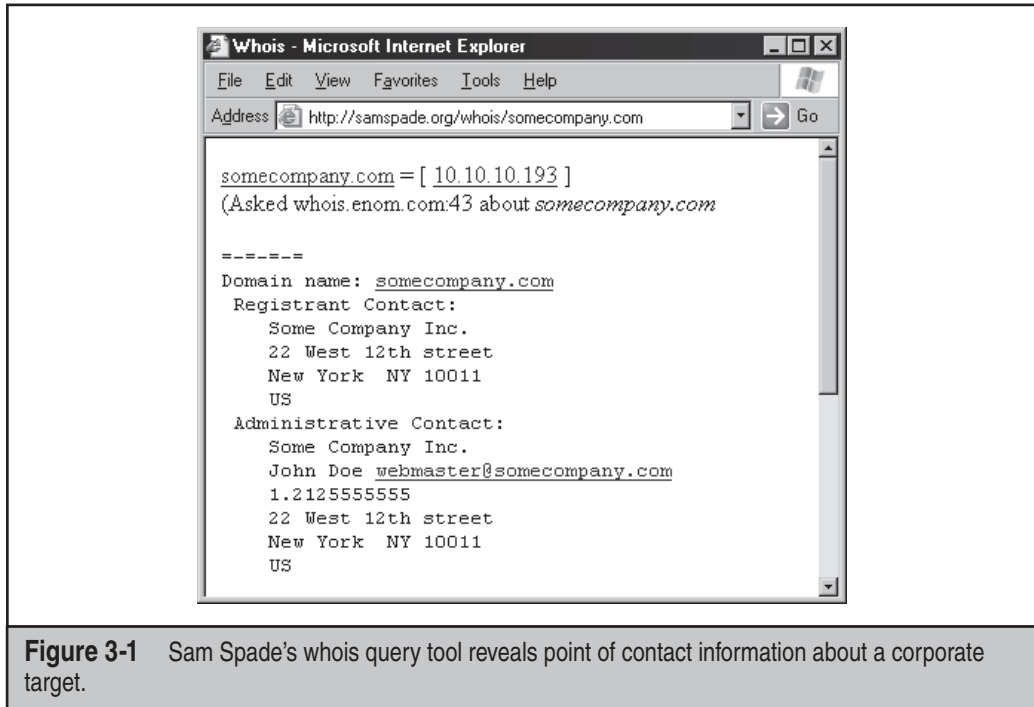 Whois - Microsoft Internet Explorer
File Edit View Favorites Tools Help
Address http://samspade.org/whois/somecompany.com Go
somecompany.com = [ 10.10.10.193 ]
(Asked whois.enom.com:43 about somecompany.com
=-=-=-=
Domain name: somecompany.com
Registrant Contact:
Some Company Inc.
22 West 12th street
New York NY 10011
US
Administrative Contact:
Some Company Inc.
John Doe webmaster@somecompany.com
1.2125555555
22 West 12th street
New York NY 10011
US
Figure 3-1 Sam Spade's whois query tool reveals point of contact information about a corporate
target.